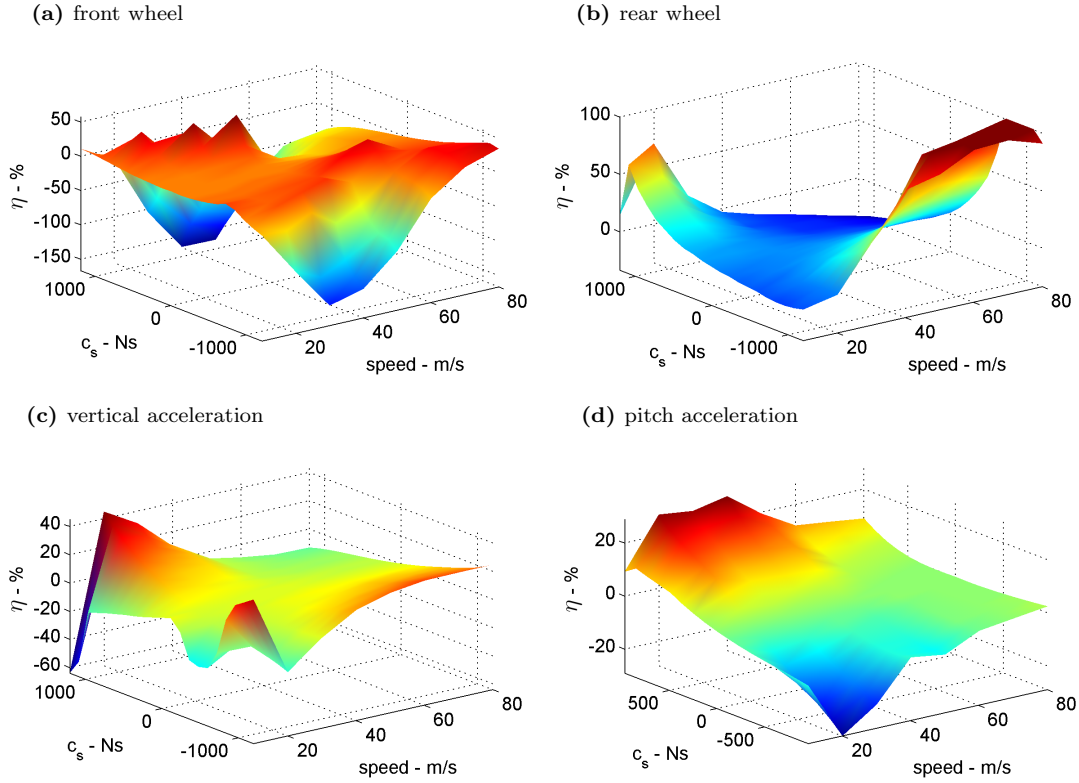 (a) front wheel
(b) rear wheel
50
0
-50
-100
-150
η - %
1000
0
-1000
c_s - Ns
20
40
60
80
speed - m/s
100
50
0
η - %
1000
0
-1000
c_s - Ns
20
40
60
80
speed - m/s
(c) vertical acceleration
(d) pitch acceleration
40
20
0
-20
-40
-60
η - %
1000
0
-1000
c_s - Ns
20
40
60
80
speed - m/s
20
0
-20
η - %
500
0
-500
c_s - Ns
20
40
60
80
speed - m/s